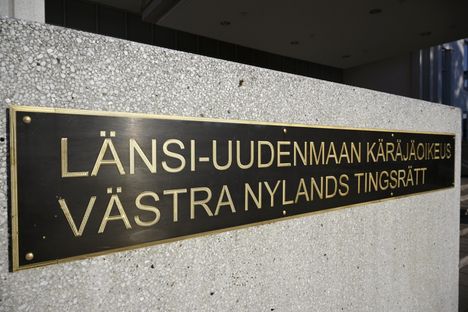 LÄNSI-UUDENMAAN KÄRÄJÄOIKEUS
VÄSTRA NYLANDS TINGSRÄTT